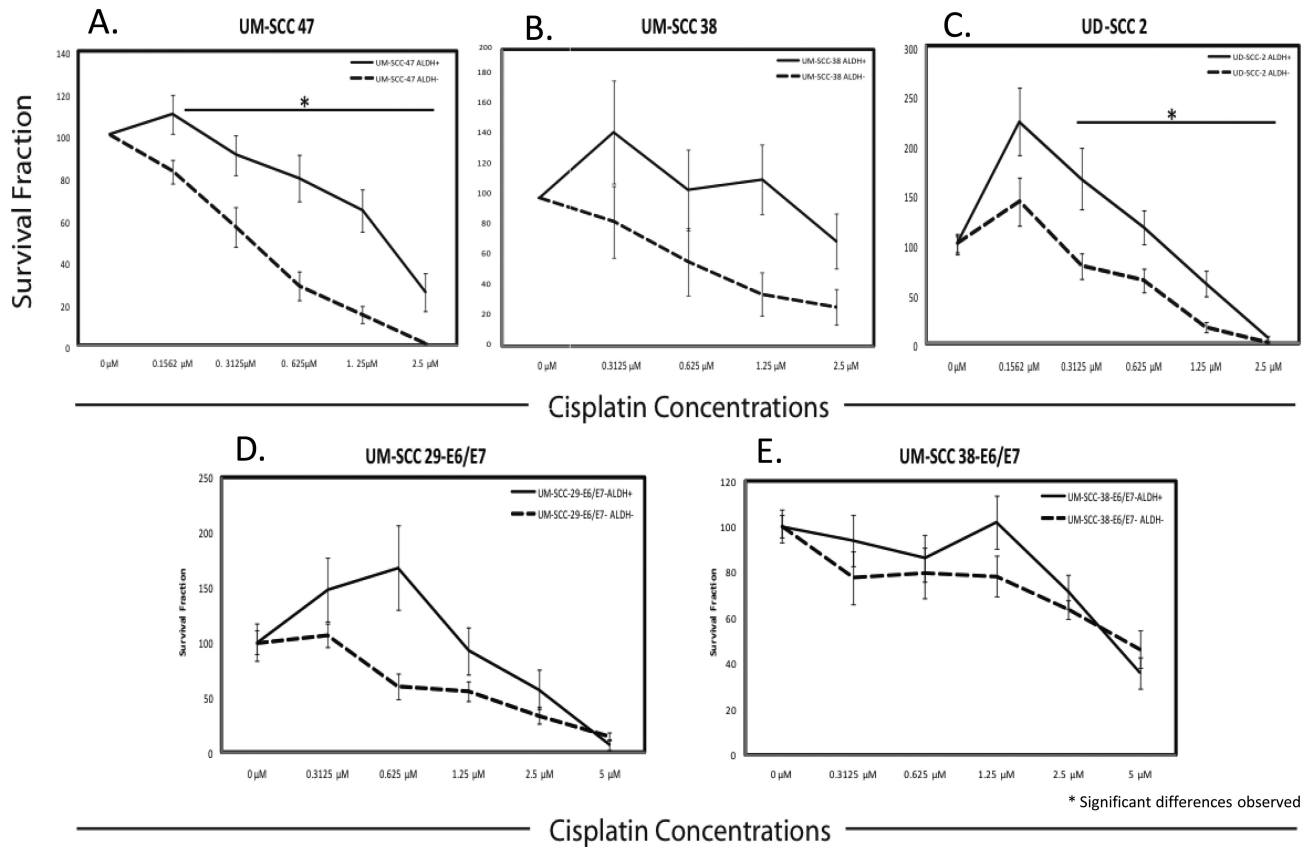 A.
UM-SCC 47
140
120
100
80
60
40
20
0
UM-SCC-47 ALDH+
UM-SCC-47 ALDH-
*
0 µM
0.1562 µM
0. 3125µM
0. 625µM
1. 25µM
2.5 µM
Survival Fraction
B.
UM-SCC 38
200
180
160
140
120
100
80
60
40
20
0
UM-SCC-38 ALDH+
UM-SCC-38 ALDH-
0 µM
0.3125 µM
0.625 µM
1.25 µM
2.5 µM
C.
UD-SCC 2
300
250
200
150
100
50
0
UD-SCC-2 ALDH+
UD-SCC-2 ALDH-
*
0 µM
0.1562 µM
0.3125 µM
0.625 µM
1.25 µM
2.5 µM
Cisplatin Concentrations
D.
UM-SCC 29-E6/E7
250
200
150
100
50
0
UM-SCC-29-E6/E7-ALDH+
UM-SCC-29-E6/E7- ALDH-
Survival Fraction
0 µM
0.3125 µM
0.625 µM
1.25 µM
2.5 µM
5 µM
E.
UM-SCC 38-E6/E7
120
100
80
60
40
20
0
UM-SCC-38-E6/E7-ALDH+
UM-SCC-38-E6/E7- ALDH-
Survival Fraction
0 µM
0.3125 µM
0.625 µM
1.25 µM
2.5 µM
5 µM
* Significant differences observed
Cisplatin Concentrations